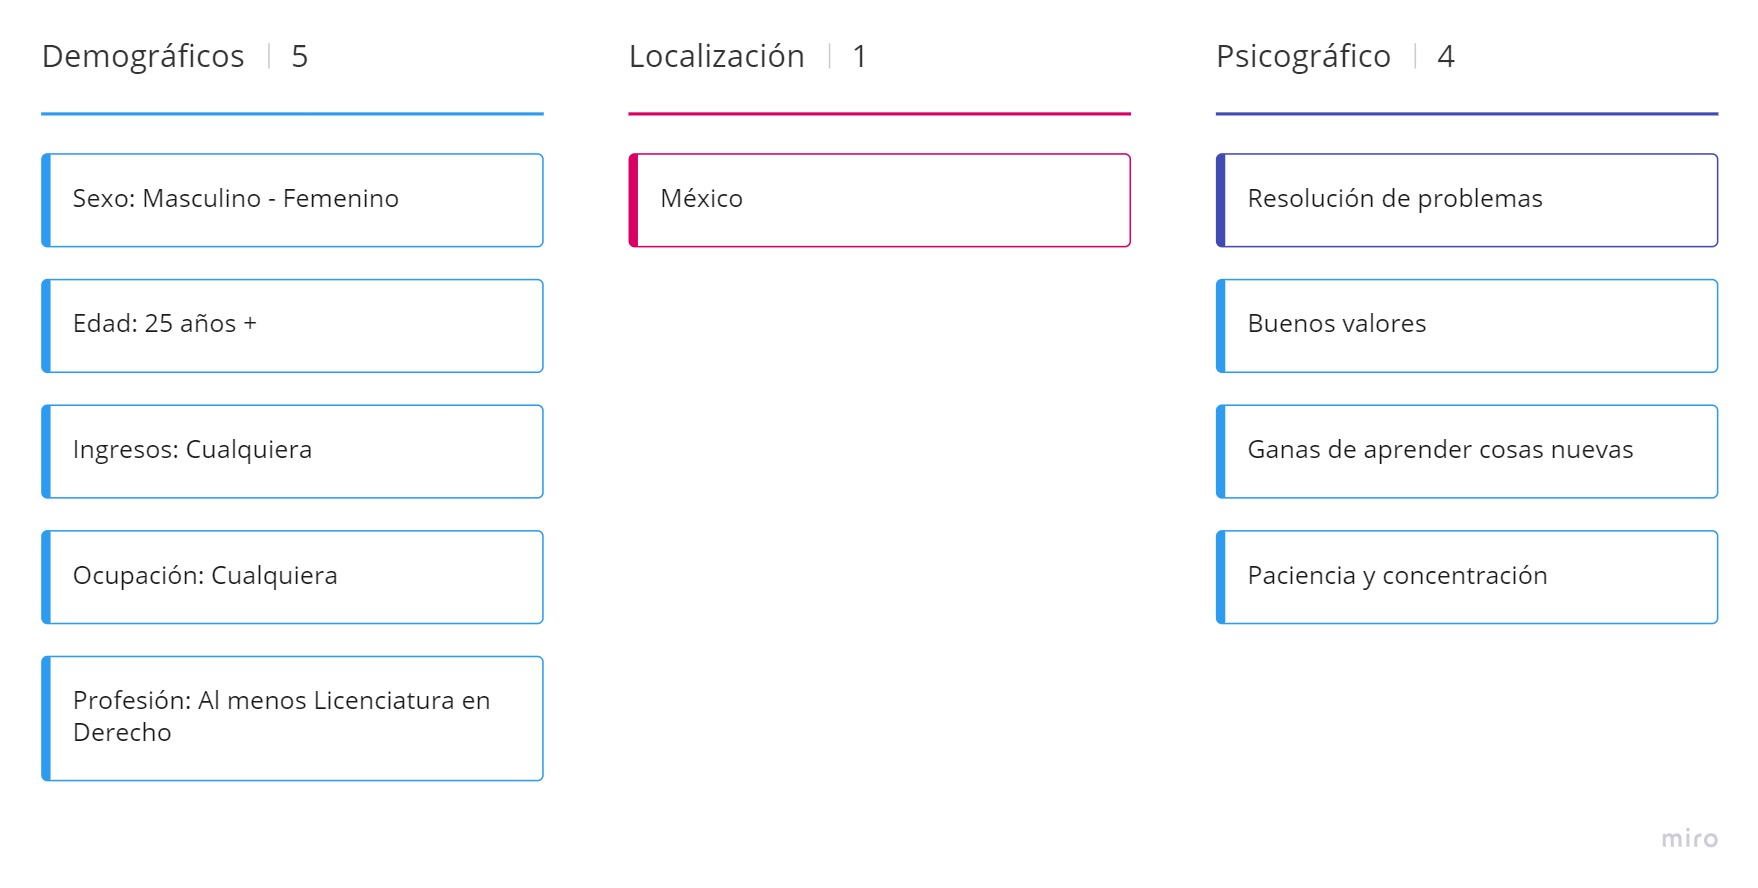 Demográficos | 5
Sexo: Masculino - Femenino
Edad: 25 años +
Ingresos: Cualquiera
Ocupación: Cualquiera
Profesión: Al menos Licenciatura en
Derecho
Localización | 1
México
Psicográfico | 4
Resolución de problemas
Buenos valores
Ganas de aprender cosas nuevas
Paciencia y concentración
miro